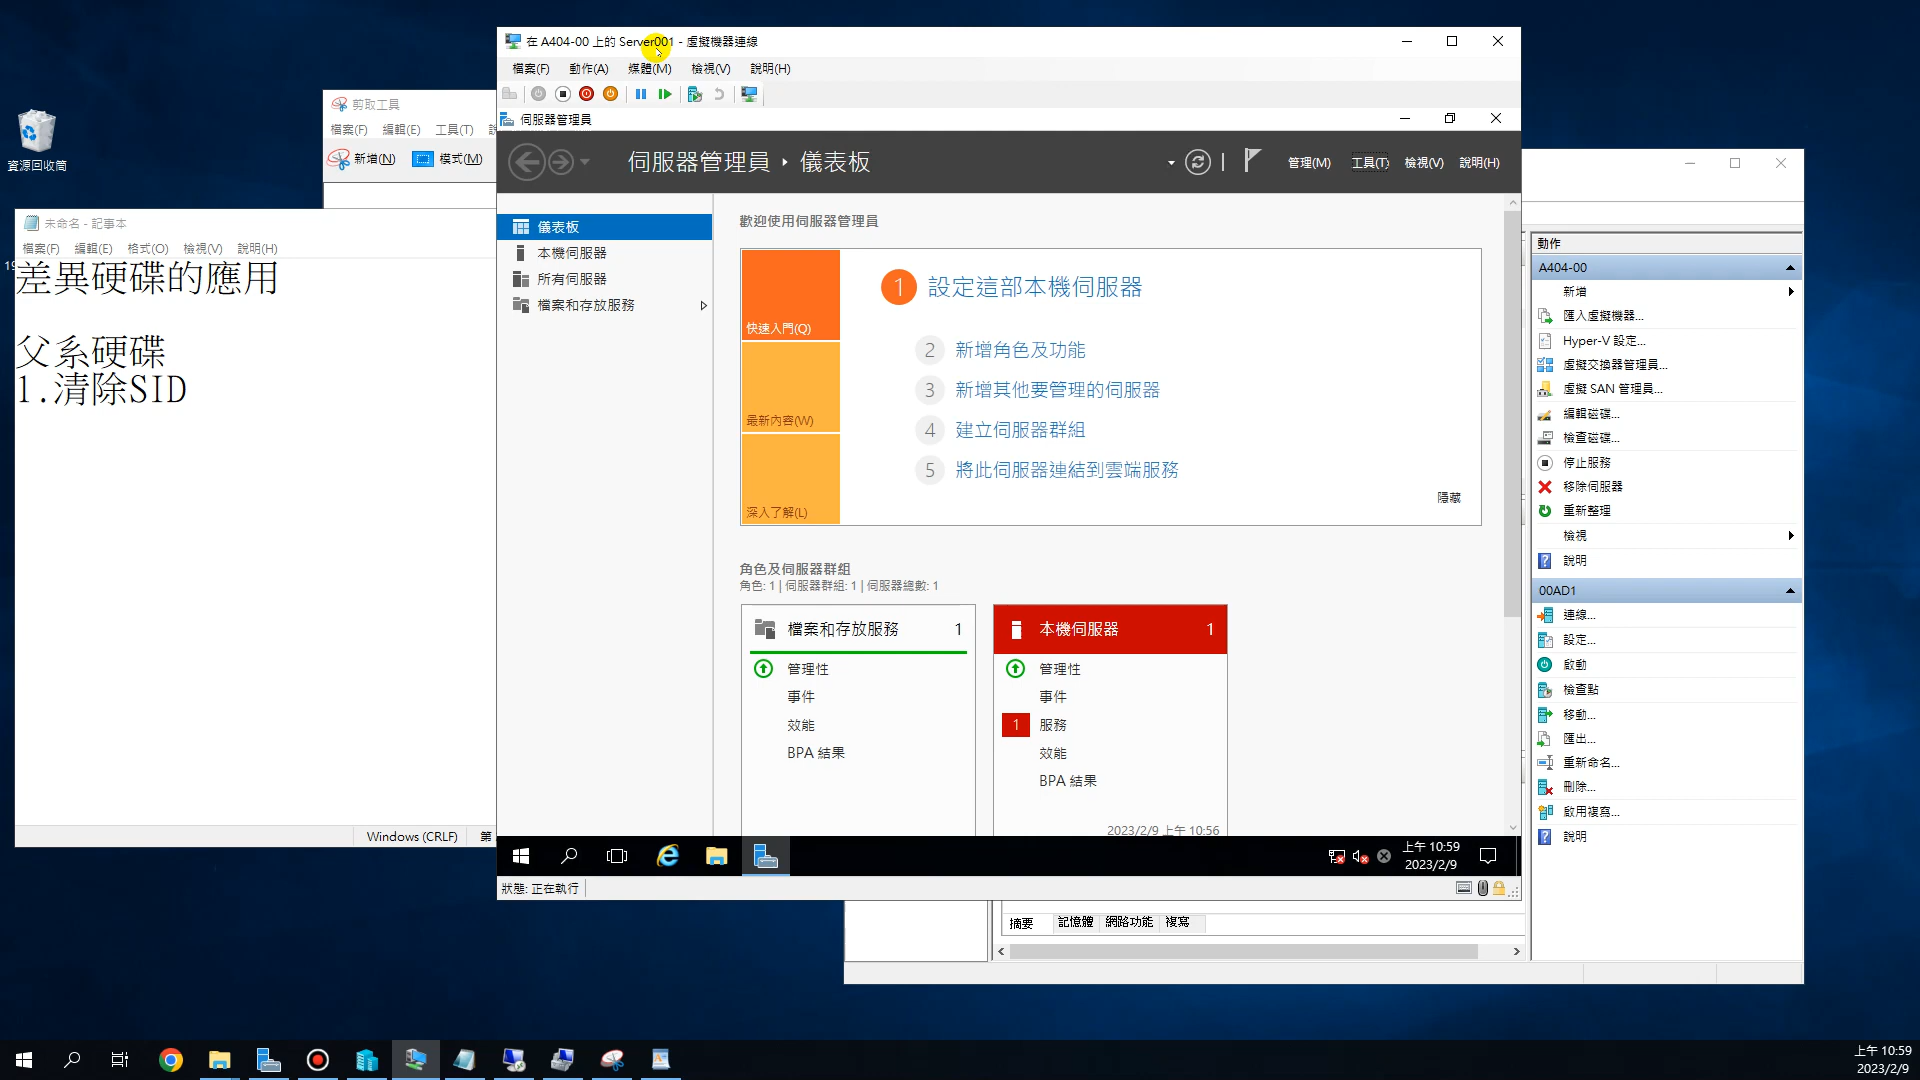 資源回收筒
剪取工具
檔案(F) 編輯(E) 工具(T) 說
新增(N) 模式(M)
未命名 - 記事本
檔案(F) 編輯(E) 格式(O) 檢視(V) 說明(H)
差異硬碟的應用
父系硬碟
1.清除SID
Windows (CRLF) 第
在 A404-00 上的 Server001 - 虛擬機器連線
檔案(F) 動作(A) 媒體(M) 檢視(V) 說明(H)
伺服器管理員
伺服器管理員 ‣ 儀表板
管理(M) 工具(T) 檢視(V) 說明(H)
儀表板
本機伺服器
所有伺服器
檔案和存放服務
歡迎使用伺服器管理員
快速入門(Q)
最新內容(W)
深入了解(L)
1 設定這部本機伺服器
2 新增角色及功能
3 新增其他要管理的伺服器
4 建立伺服器群組
5 將此伺服器連結到雲端服務
隱藏
角色及伺服器群組
角色: 1 | 伺服器群組: 1 | 伺服器總數: 1
檔案和存放服務 1
管理性
事件
效能
BPA 結果
本機伺服器 1
管理性
事件
1 服務
效能
BPA 結果
2023/2/9 上午 10:56
上午 10:59
2023/2/9
狀態: 正在執行
摘要 記憶體 網路功能 複寫
動作
A404-00
新增
匯入虛擬機器...
Hyper-V 設定...
虛擬交換器管理員...
虛擬 SAN 管理員...
編輯磁碟...
檢查磁碟...
停止服務
移除伺服器
重新整理
檢視
說明
00AD1
連線...
設定...
啟動
檢查點
移動...
匯出...
重新命名...
刪除...
啟用複寫...
說明
上午 10:59
2023/2/9